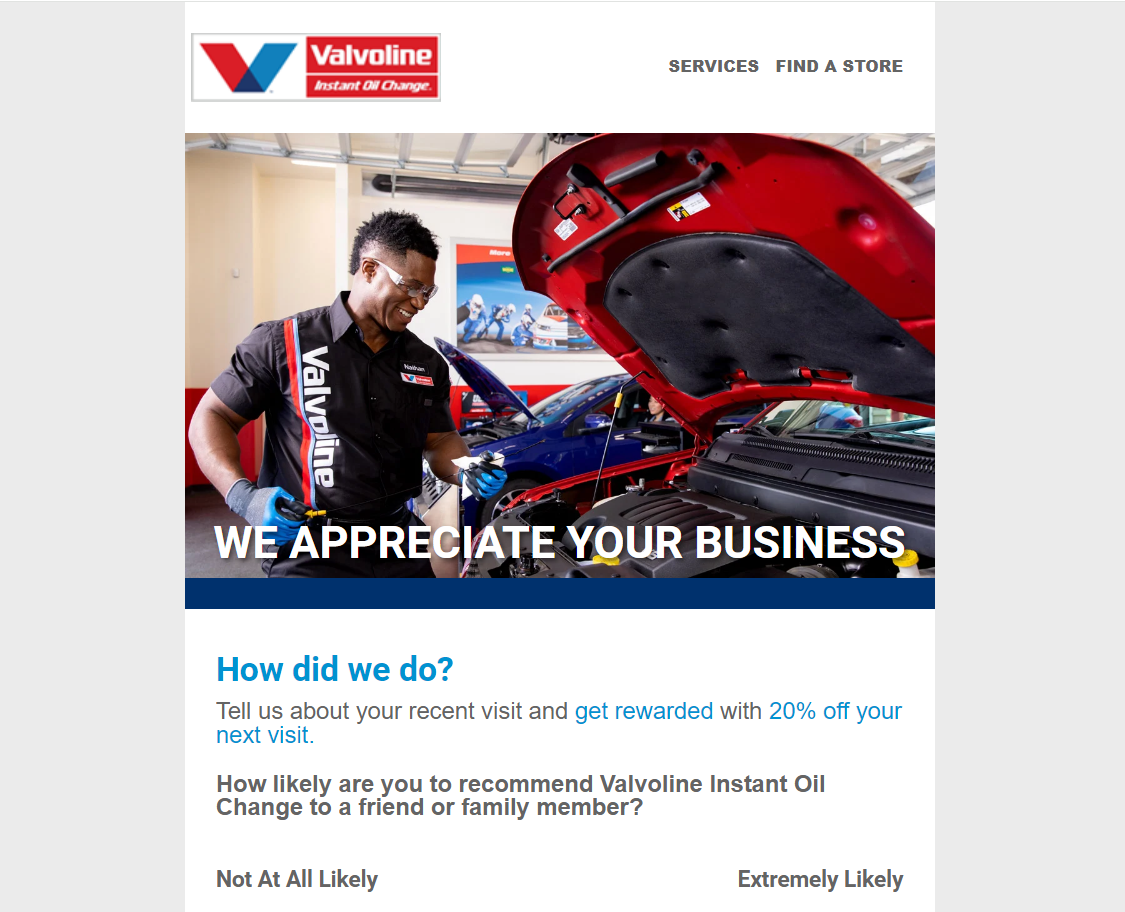 Valvoline
Instant Oil Change.
SERVICES FIND A STORE
More
Nathan
Valvoline
WE APPRECIATE YOUR BUSINESS
How did we do?
Tell us about your recent visit and get rewarded with 20% off your
next visit.
How likely are you to recommend Valvoline Instant Oil
Change to a friend or family member?
Not At All Likely Extremely Likely